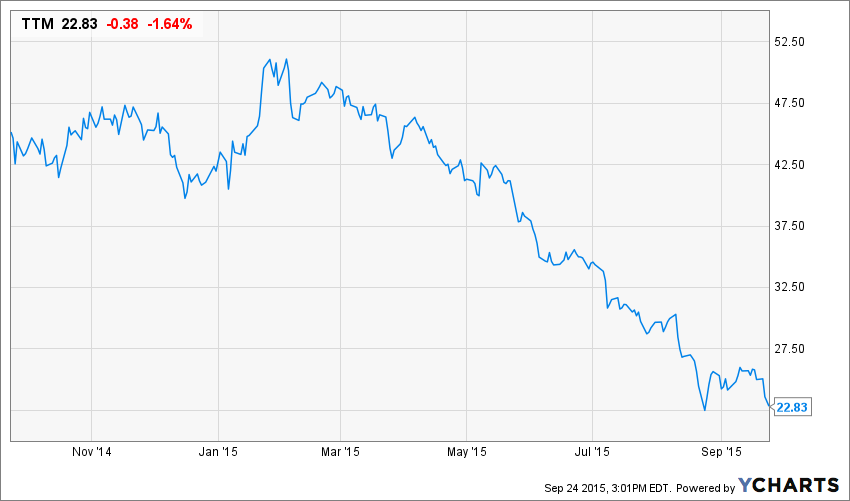 TTM 22.83 -0.38 -1.64%
52.50
47.50
42.50
37.50
32.50
27.50
22.83
Nov '14 Jan '15 Mar '15 May '15 Jul '15 Sep '15
Sep 24 2015, 3:01PM EDT. Powered by YCHARTS